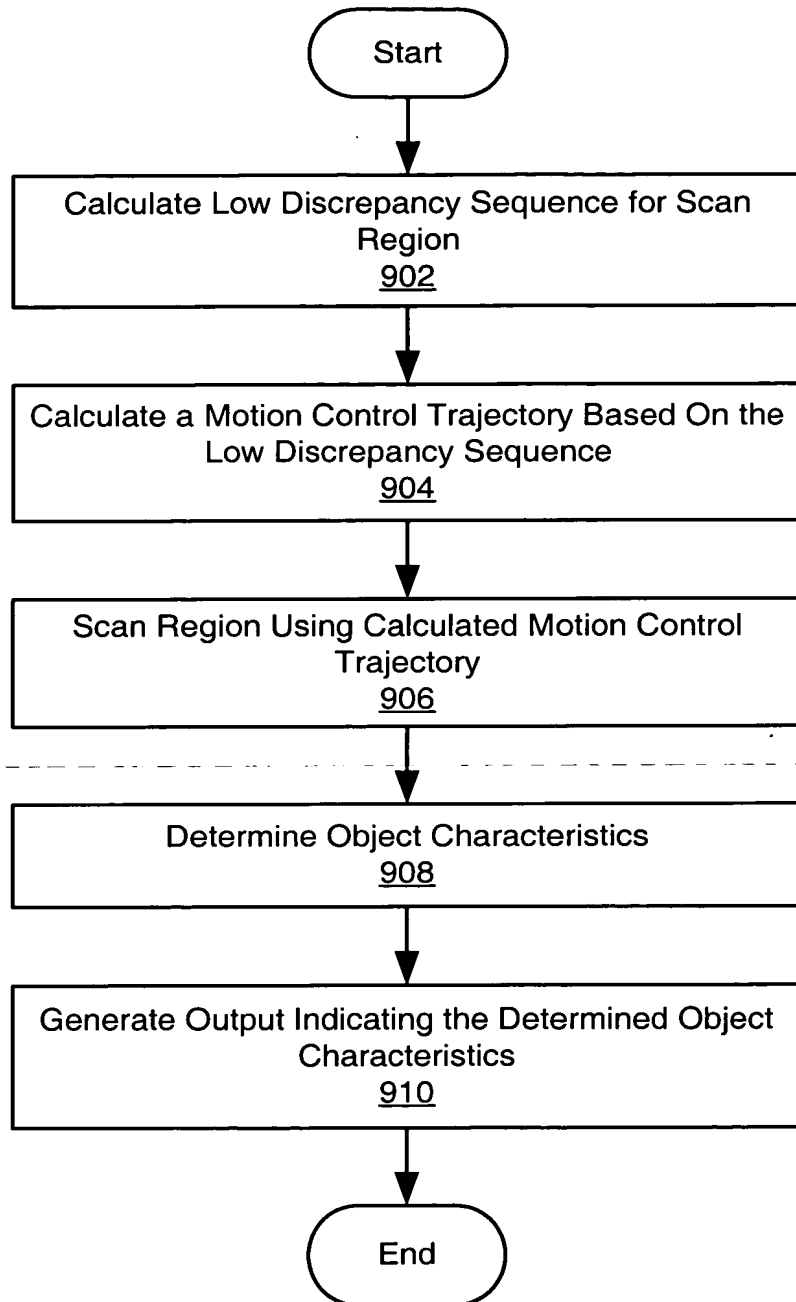 Start
Calculate Low Discrepancy Sequence for Scan
Region
902
Calculate a Motion Control Trajectory Based On the
Low Discrepancy Sequence
904
Scan Region Using Calculated Motion Control
Trajectory
906
Determine Object Characteristics
908
Generate Output Indicating the Determined Object
Characteristics
910
End